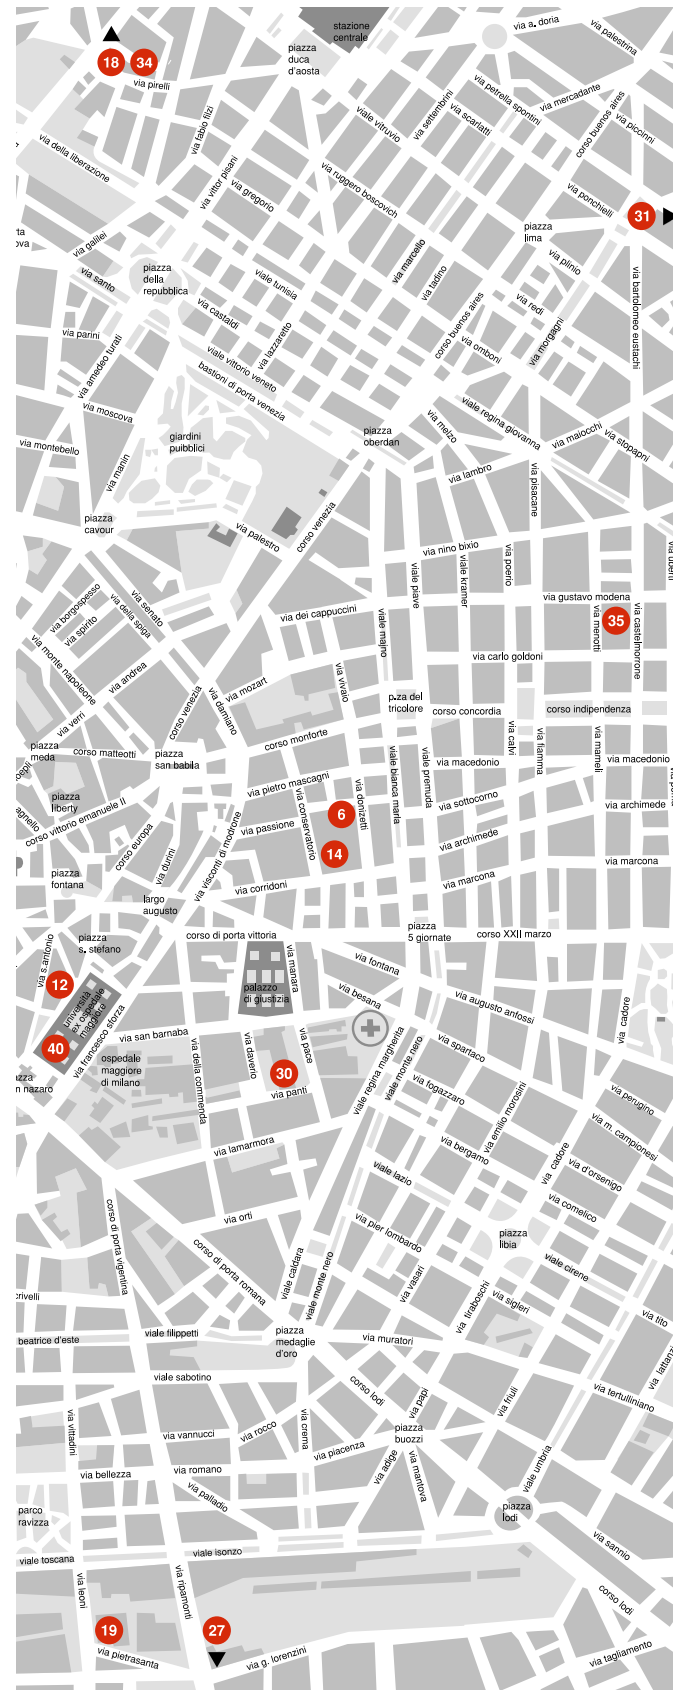 stazione
centrale
via a. doria
via palestrina
piazza
duca
d'aosta
18
34
via pirelli
via petrella spontini
via mercadante
corso buenos aires
via piccinni
via fabio filzi
viale vitruvio
via settembrini
via scarlatti
via della liberazione
via vittor pisani
via gregorio
via ruggero boscovich
via ponchielli
31
piazza
lima
via galilei
via marcello
via tadino
via plinio
via santo
piazza
della
repubblica
viale tunisia
via bartolomeo eustachi
via redi
via castaldi
via lazzaretto
corso buenos aires
via omboni
via morgagni
via parini
via amedeo turati
viale vittorio veneto
bastioni di porta venezia
via moscova
via melzo
viale regina giovanna
via maiocchi
via stopapni
piazza
oberdan
via montebello
giardini
puibblici
via manin
via lambro
via pisacane
piazza
cavour
via palestro
corso venezia
via nino bixio
via poerio
viale piave
viale kramer
via borgospesso
via spirito
via della spiga
via senato
via dei cappuccini
viale majno
via gustavo modena
via menotti
35
via castelmorrone
via monte napoleone
via andrea
via carlo goldoni
via mozart
via vivaio
corso venezia
via damiano
via verri
p.za del
tricolore
corso concordia
corso indipendenza
piazza
meda
corso matteotti
piazza
san babila
corso monforte
viale bianca maria
viale premuda
via calvi
via fiamma
via mameli
via macedonio
via macedonio
piazza
liberty
corso vittorio emanuele II
via pietro mascagni
via conservatorio
via donizetti
via sottocorno
via archimede
via archimede
6
via passione
via visconti di modrone
corso europa
via durini
14
via marcona
via marcona
piazza
fontana
largo
augusto
via corridoni
piazza
s. stefano
corso di porta vittoria
piazza
5 giornate
corso XXII marzo
via s.antonio
12
palazzo
di giustizia
via manara
via fontana
via besana
via augusto anfossi
via cadore
università
ex ospedale
maggiore
40
via francesco sforza
via san barnaba
ospedale
maggiore
di milano
via della commenda
via daverio
via pace
30
via panti
viale regina margherita
viale monte nero
via spartaco
via fogazzaro
via emilio morosini
via perugino
via m. campionesi
via lamarmora
via bergamo
via cadore
via d'orsenigo
viale lazio
via comelico
corso di porta vigentina
via orti
via pier lombardo
piazza
libia
corso di porta romana
viale caldara
viale monte nero
via vasari
viale cirene
via tiraboschi
via sigleri
via tito
beatrice d'este
viale filippetti
piazza
medaglie
d'oro
via muratori
via lattanzi
viale sabotino
corso lodi
via papi
via friuli
via tertulliano
via vittadini
via vannucci
via rocco
via crema
via piacenza
piazza
buozzi
via bellezza
via romano
via palladio
via adige
via mantova
viale umbria
parco
ravizza
piazza
lodi
via sannio
viale toscana
viale isonzo
via leoni
via ripamonti
corso lodi
19
27
via pietrasanta
via g. lorenzini
via tagliamento